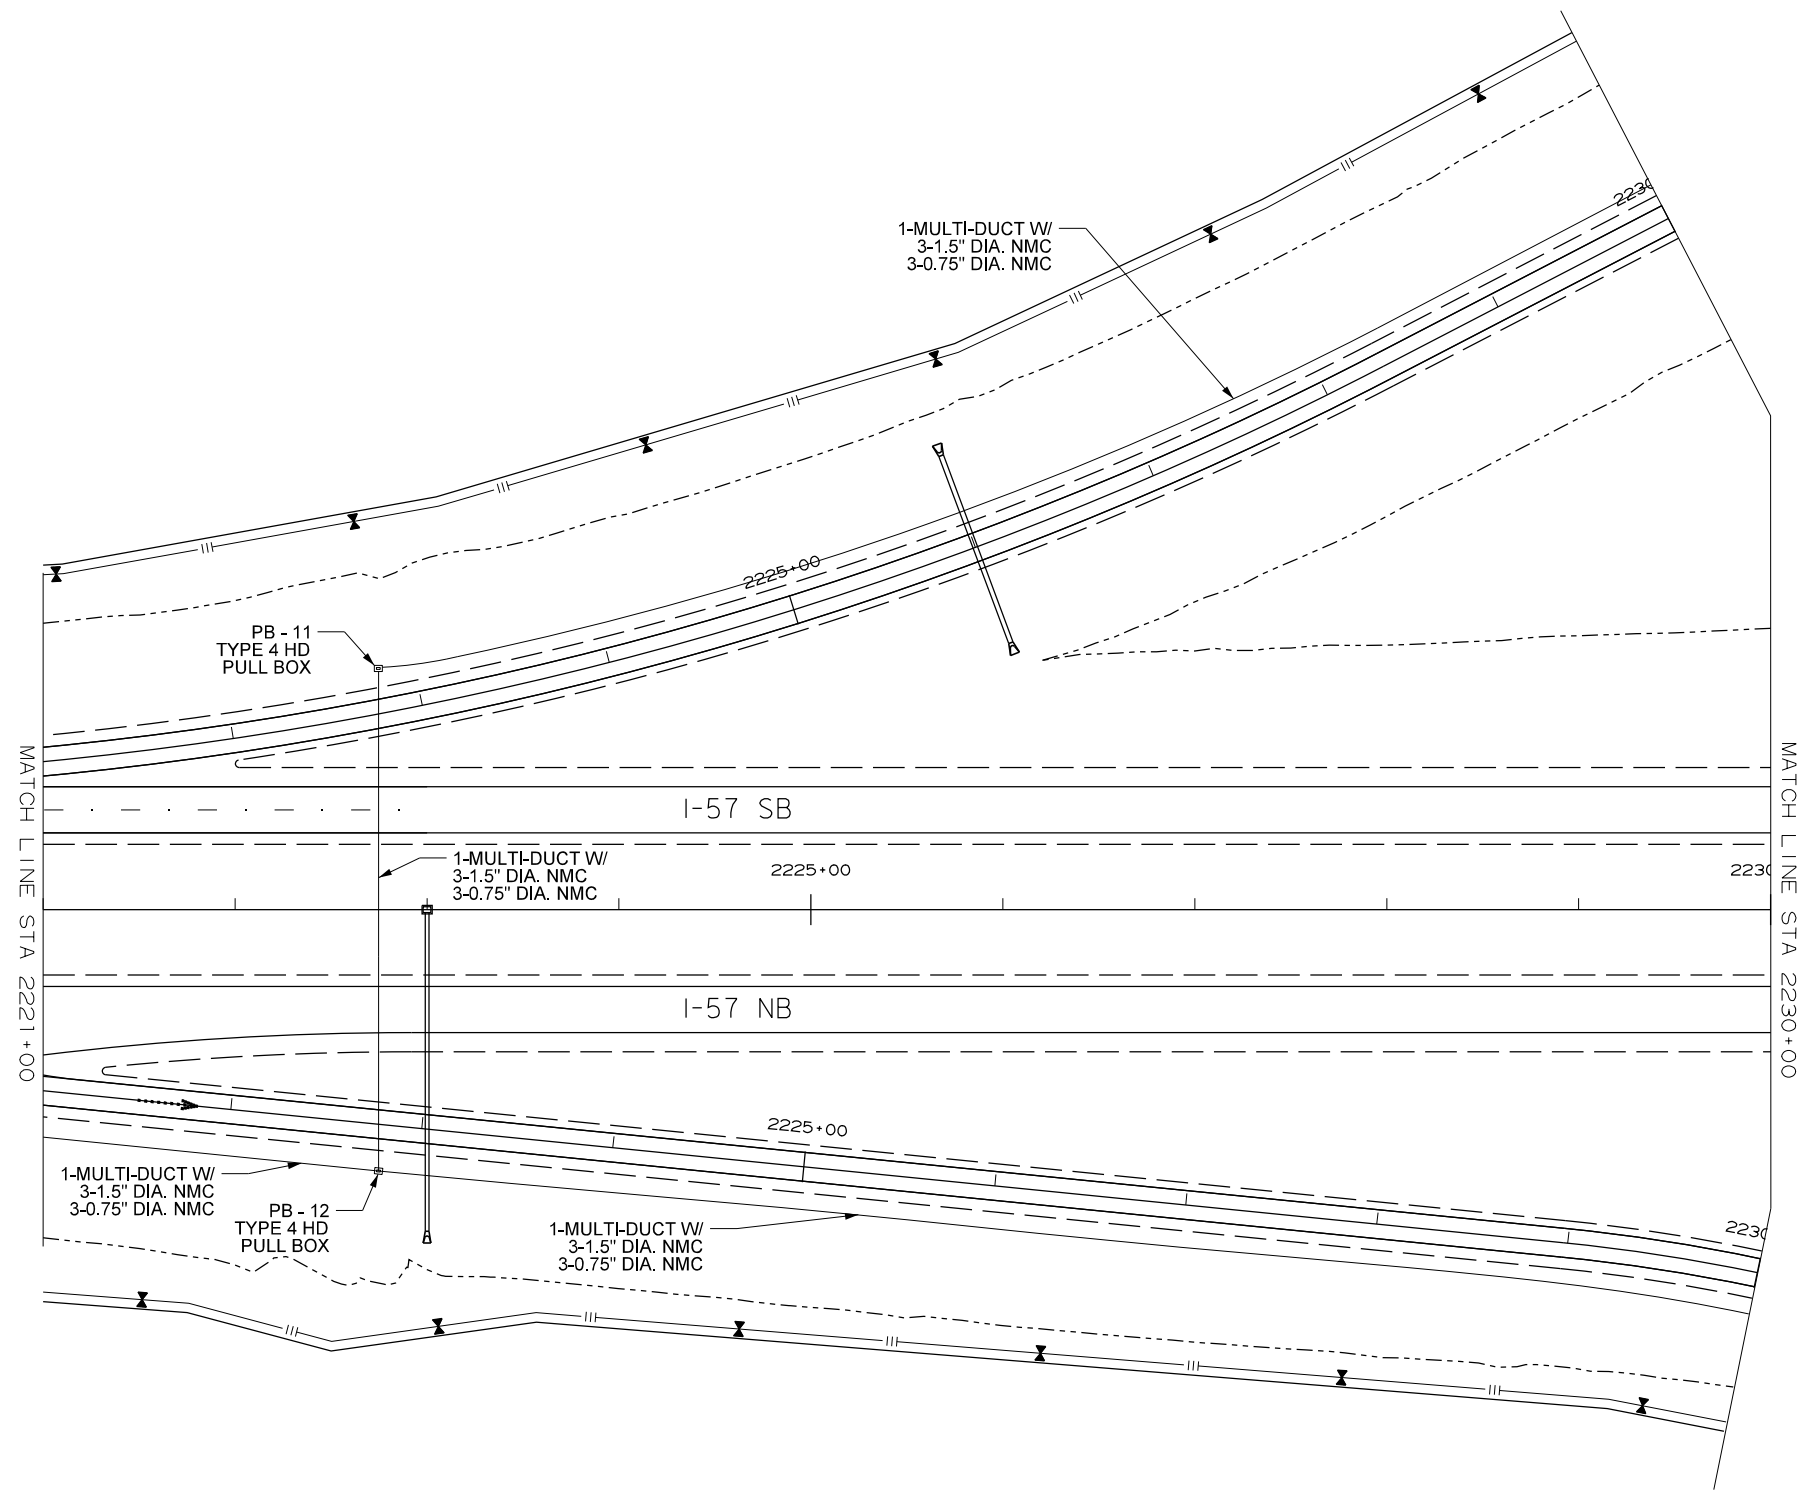 2230
1-MULTI-DUCT W/
3-1.5" DIA. NMC
3-0.75" DIA. NMC
2225+00
PB - 11
TYPE 4 HD
PULL BOX
MATCH LINE STA 2221+00
MATCH LINE STA 2230+00
I-57 SB
1-MULTI-DUCT W/
3-1.5" DIA. NMC
3-0.75" DIA. NMC
2225+00
2230
I-57 NB
2225+00
1-MULTI-DUCT W/
3-1.5" DIA. NMC
3-0.75" DIA. NMC
PB - 12
TYPE 4 HD
PULL BOX
1-MULTI-DUCT W/
3-1.5" DIA. NMC
3-0.75" DIA. NMC
2230